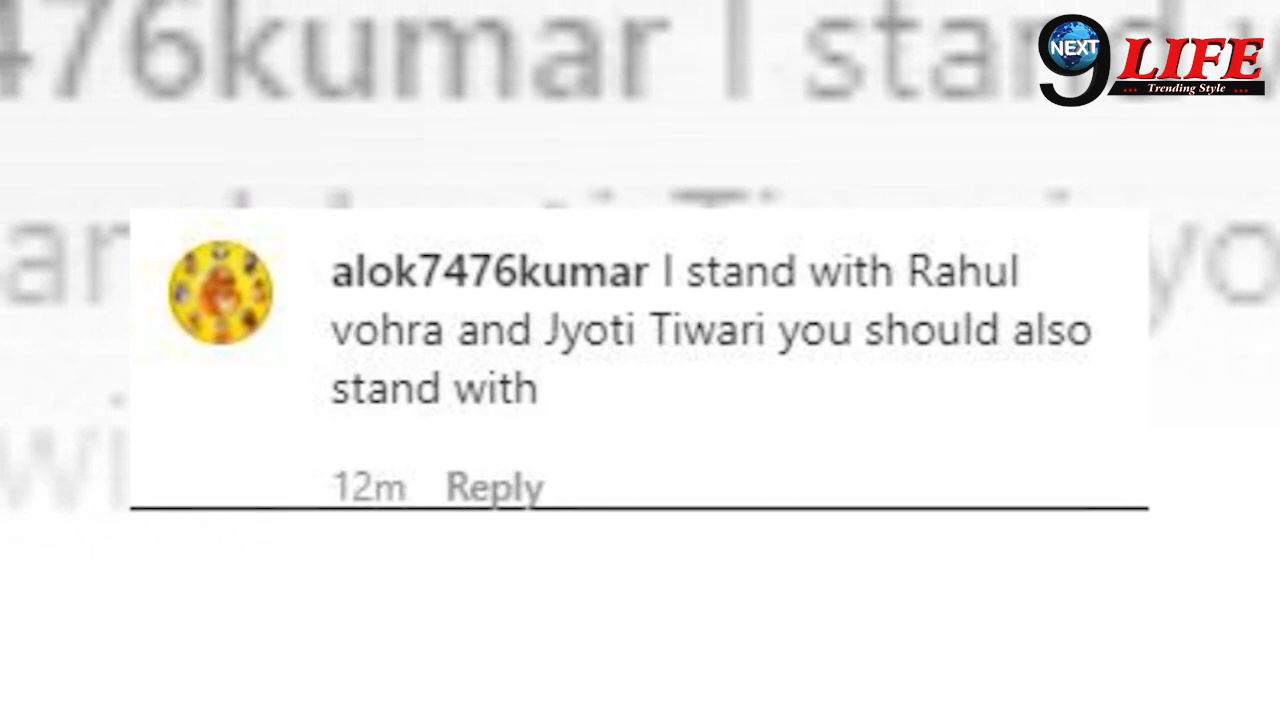 NEXT
9 LIFE
... Trending Style ...
alok7476kumar I stand with Rahul
vohra and Jyoti Tiwari you should also
stand with
12m Reply